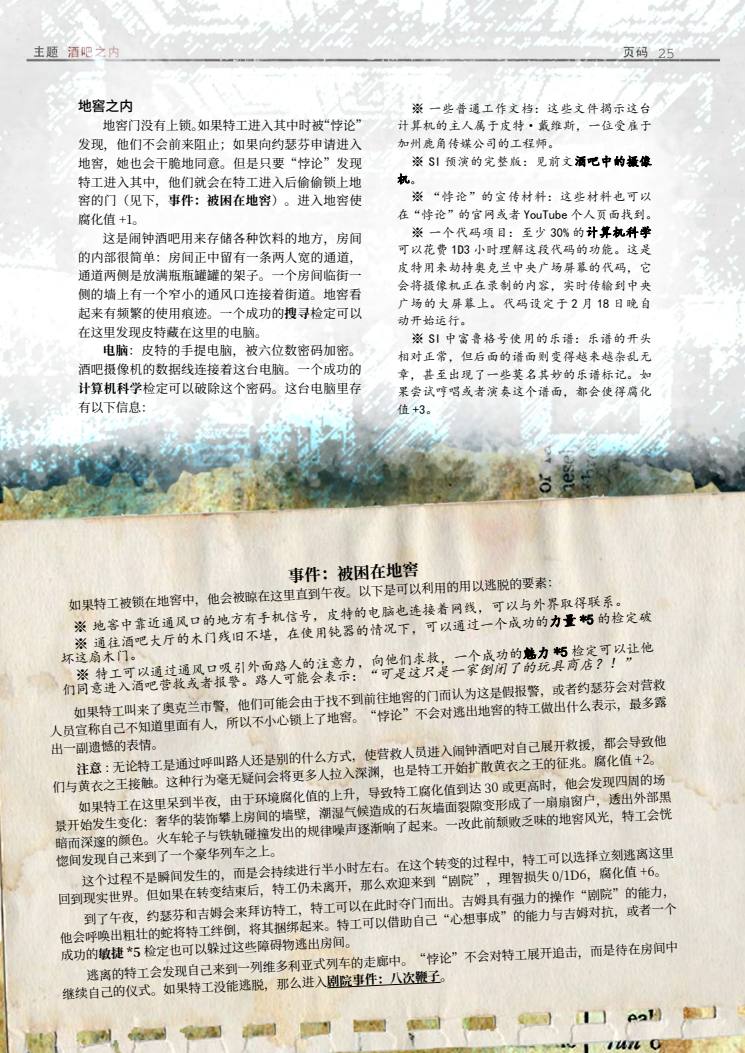 主题 酒吧之内
页码 25
地窖之内
地窖门没有上锁。如果特工进入其中时被“悖论”
发现，他们不会前来阻止；如果向约瑟芬申请进入
地窖，她也会干脆地同意。但是只要“悖论”发现
特工进入其中，他们就会在特工进入后偷偷锁上地
窖的门（见下，事件：被困在地窖）。进入地窖使
腐化值 +1。
这是闹钟酒吧用来存储各种饮料的地方，房间
的内部很简单：房间正中留有一条两人宽的通道，
通道两侧是放满瓶瓶罐罐的架子。一个房间临街一
侧的墙上有一个窄小的通风口连接着街道。地窖看
起来有频繁的使用痕迹。一个成功的搜寻检定可以
在这里发现皮特藏在这里的电脑。
电脑：皮特的手提电脑，被六位数密码加密。
酒吧摄像机的数据线连接着这台电脑。一个成功的
计算机科学检定可以破除这个密码。这台电脑里存
有以下信息：
※ 一些普通工作文档：这些文件揭示这台
计算机的主人属于皮特·戴维斯，一位受雇于
加州鹿角传媒公司的工程师。
※ SI 预演的完整版：见前文酒吧中的摄像
机。
※ “悖论”的宣传材料：这些材料也可以
在“悖论”的官网或者 YouTube 个人页面找到。
※ 一个代码项目：至少 30% 的计算机科学
可以花费 1D3 小时理解这段代码的功能。这是
皮特用来劫持奥克兰中央广场屏幕的代码，它
会将摄像机正在录制的内容，实时传输到中央
广场的大屏幕上。代码设定于 2 月 18 日晚自
动开始运行。
※ SI 中富鲁格号使用的乐谱：乐谱的开头
相对正常，但后面的谱面则变得越来越杂乱无
章，甚至出现了一些莫名其妙的乐谱标记。如
果尝试哼唱或者演奏这个谱面，都会使得腐化
值 +3。
事件：被困在地窖
如果特工被锁在地窖中，他会被晾在这里直到午夜。以下是可以利用的用以逃脱的要素：
※ 地窖中靠近通风口的地方有手机信号，皮特的电脑也连接着网线，可以与外界取得联系。
※ 通往酒吧大厅的木门残旧不堪，在使用钝器的情况下，可以通过一个成功的力量*5 的检定破
坏这扇木门。
※ 特工可以通过通风口吸引外面路人的注意力，向他们求救，一个成功的魅力 *5 检定可以让他
们同意进入酒吧营救或者报警。路人可能会表示：“可是这只是一家倒闭了的玩具商店？！”
如果特工叫来了奥克兰市警，他们可能会由于找不到前往地窖的门而认为这是假报警，或者约瑟芬会对营救
人员宣称自己不知道里面有人，所以不小心锁上了地窖。“悖论”不会对逃出地窖的特工做出什么表示，最多露
出一副遗憾的表情。
注意：无论特工是通过呼叫路人还是别的什么方式，使营救人员进入闹钟酒吧对自己展开救援，都会导致他
们与黄衣之王接触。这种行为毫无疑问会将更多人拉入深渊，也是特工开始扩散黄衣之王的征兆。腐化值 +2。
如果特工在这里呆到半夜，由于环境腐化值的上升，导致特工腐化值到达 30 或更高时，他会发现四周的场
景开始发生变化：奢华的装饰攀上房间的墙壁，潮湿气候造成的石灰墙面裂隙变形成了一扇扇窗户，透出外部黑
暗而深邃的颜色。火车轮子与铁轨碰撞发出的规律噪声逐渐响了起来。一改此前颓败乏味的地窖风光，特工会恍
惚间发现自己来到了一个豪华列车之上。
这个过程不是瞬间发生的，而是会持续进行半小时左右。在这个转变的过程中，特工可以选择立刻逃离这里
回到现实世界。但如果在转变结束后，特工仍未离开，那么欢迎来到“剧院”，理智损失 0/1D6，腐化值 +6。
到了午夜，约瑟芬和吉姆会来拜访特工，特工可以在此时夺门而出。吉姆具有强力的操作“剧院”的能力，
他会呼唤出粗壮的蛇将特工绊倒，将其捆绑起来。特工可以借助自己“心想事成”的能力与吉姆对抗，或者一个
成功的敏捷 *5 检定也可以躲过这些障碍物逃出房间。
逃离的特工会发现自己来到一列维多利亚式列车的走廊中。“悖论”不会对特工展开追击，而是待在房间中
继续自己的仪式。如果特工没能逃脱，那么进入剧院事件：八次鞭子。